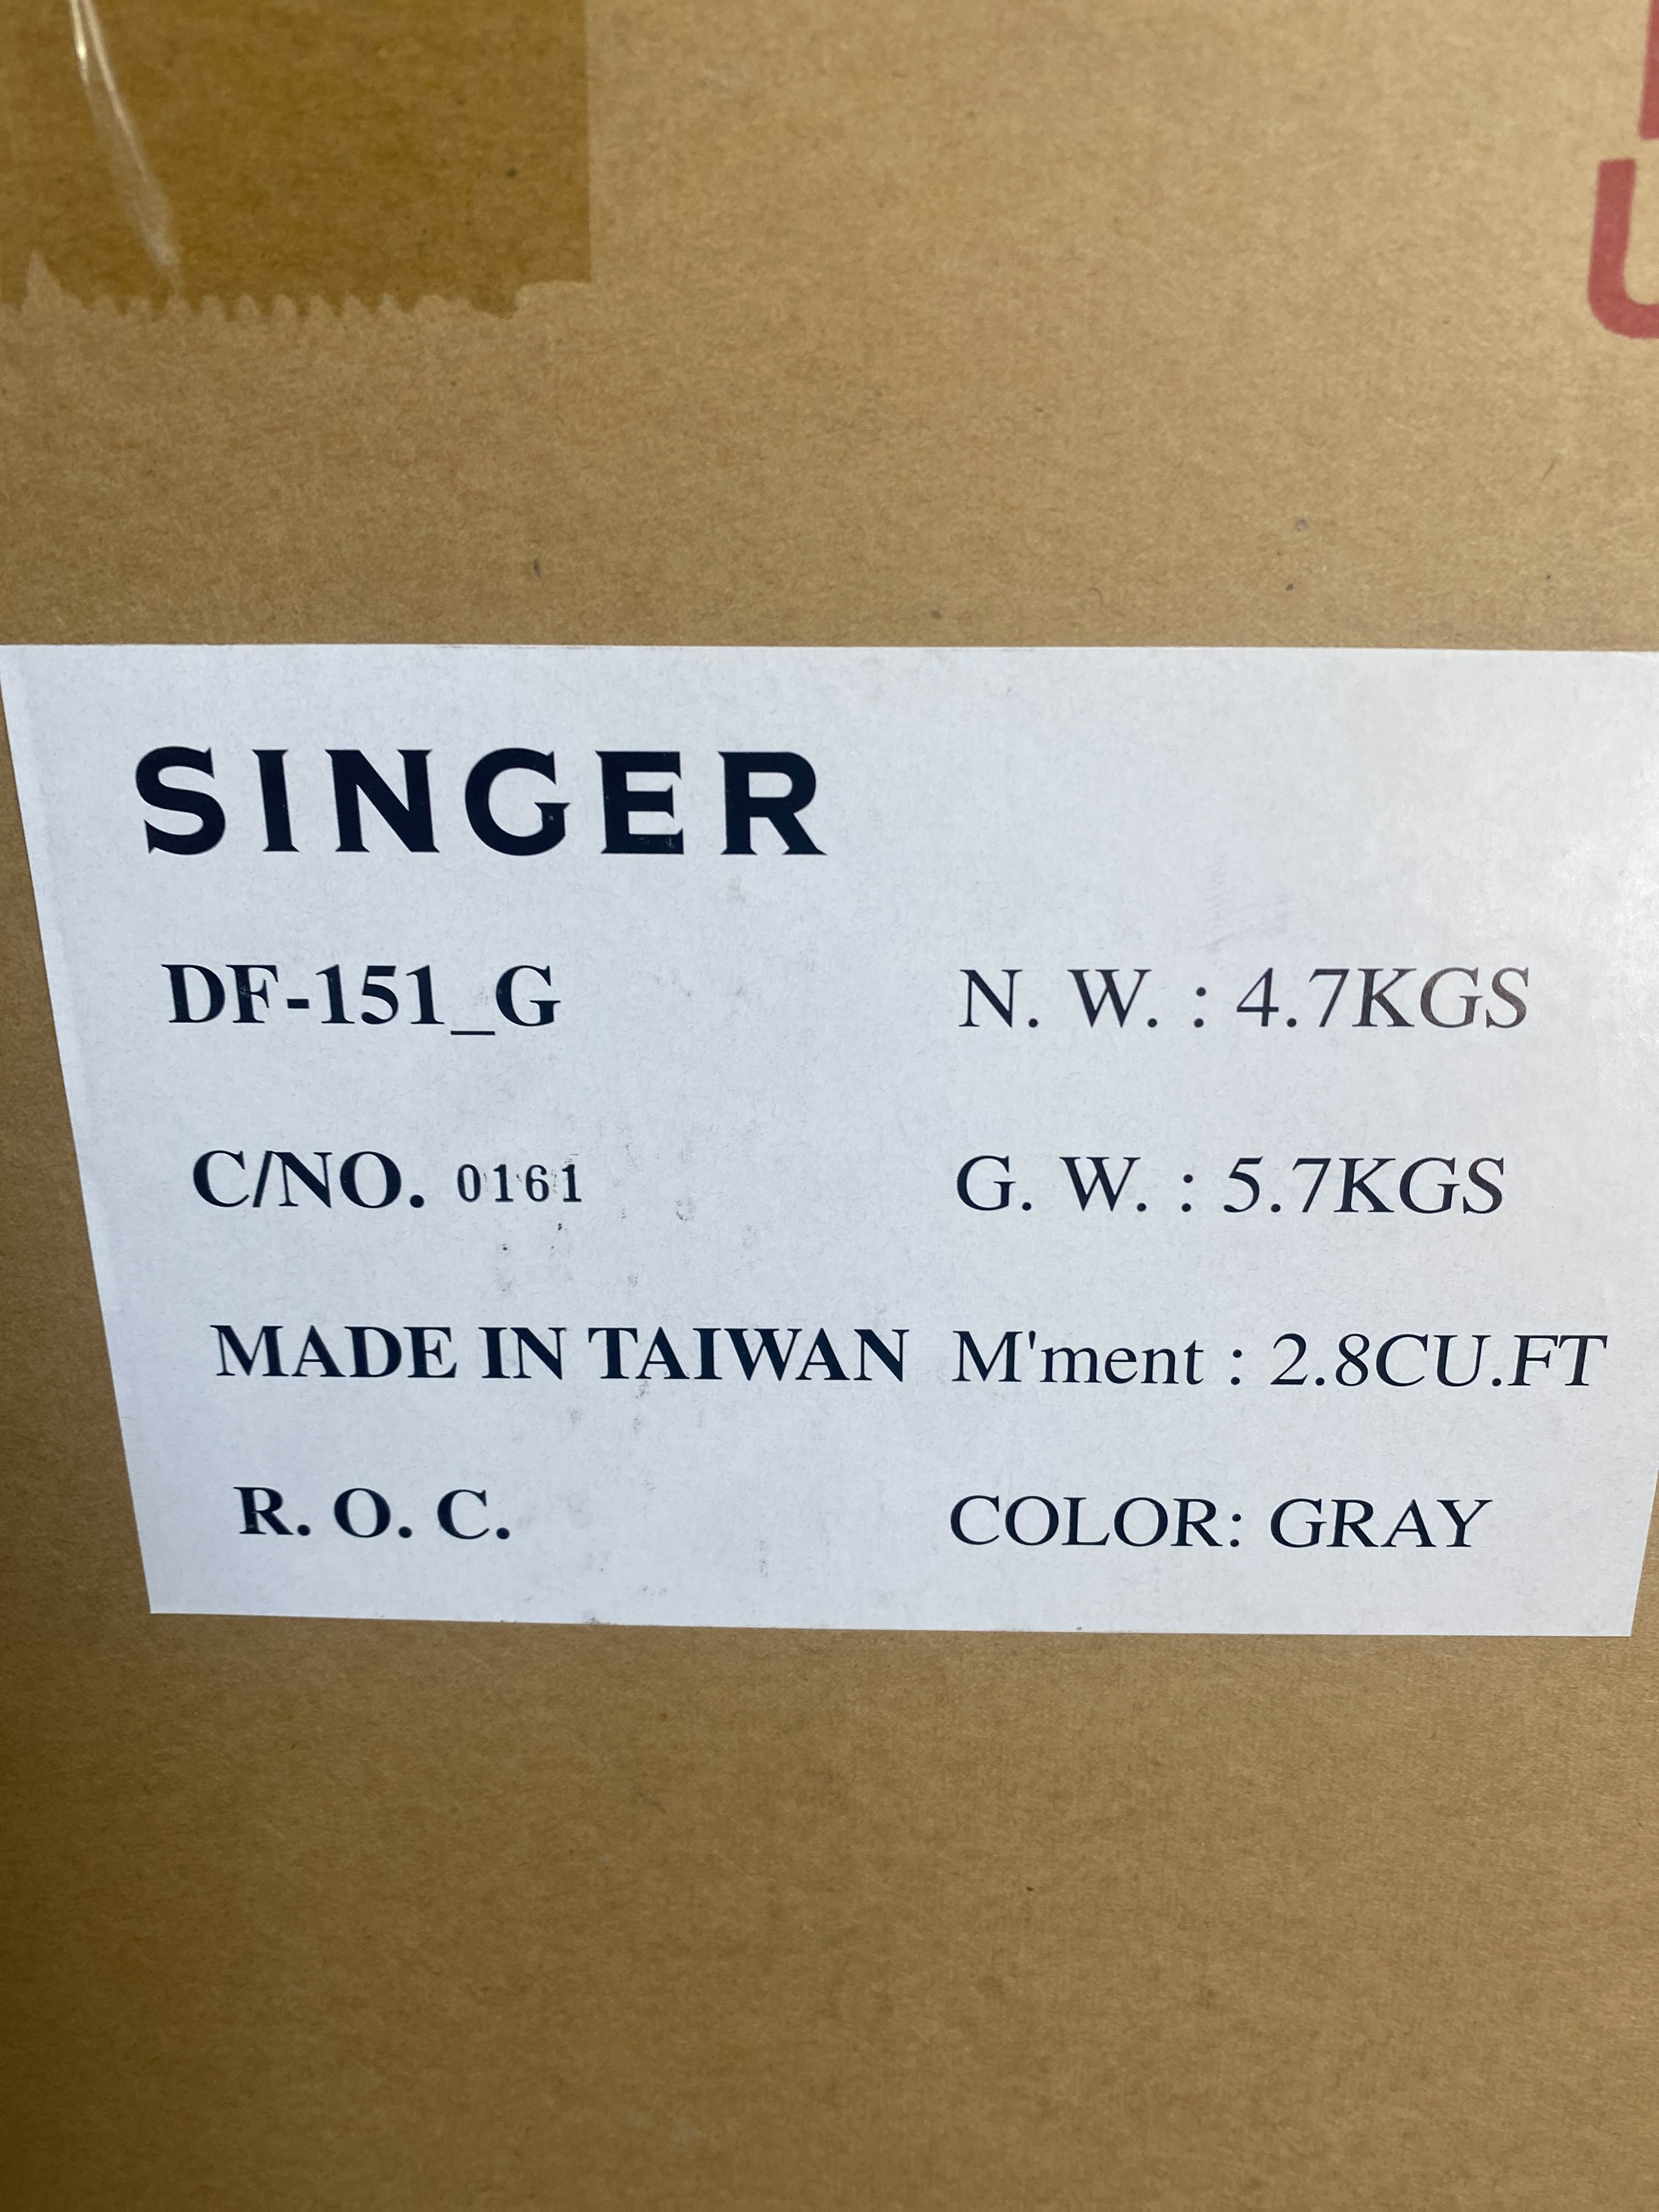 SINGER
DF-151_G
N. W. : 4.7KGS
C/NO. 0161
G. W. : 5.7KGS
MADE IN TAIWAN
M'ment : 2.8CU.FT
R. O. C.
COLOR: GRAY